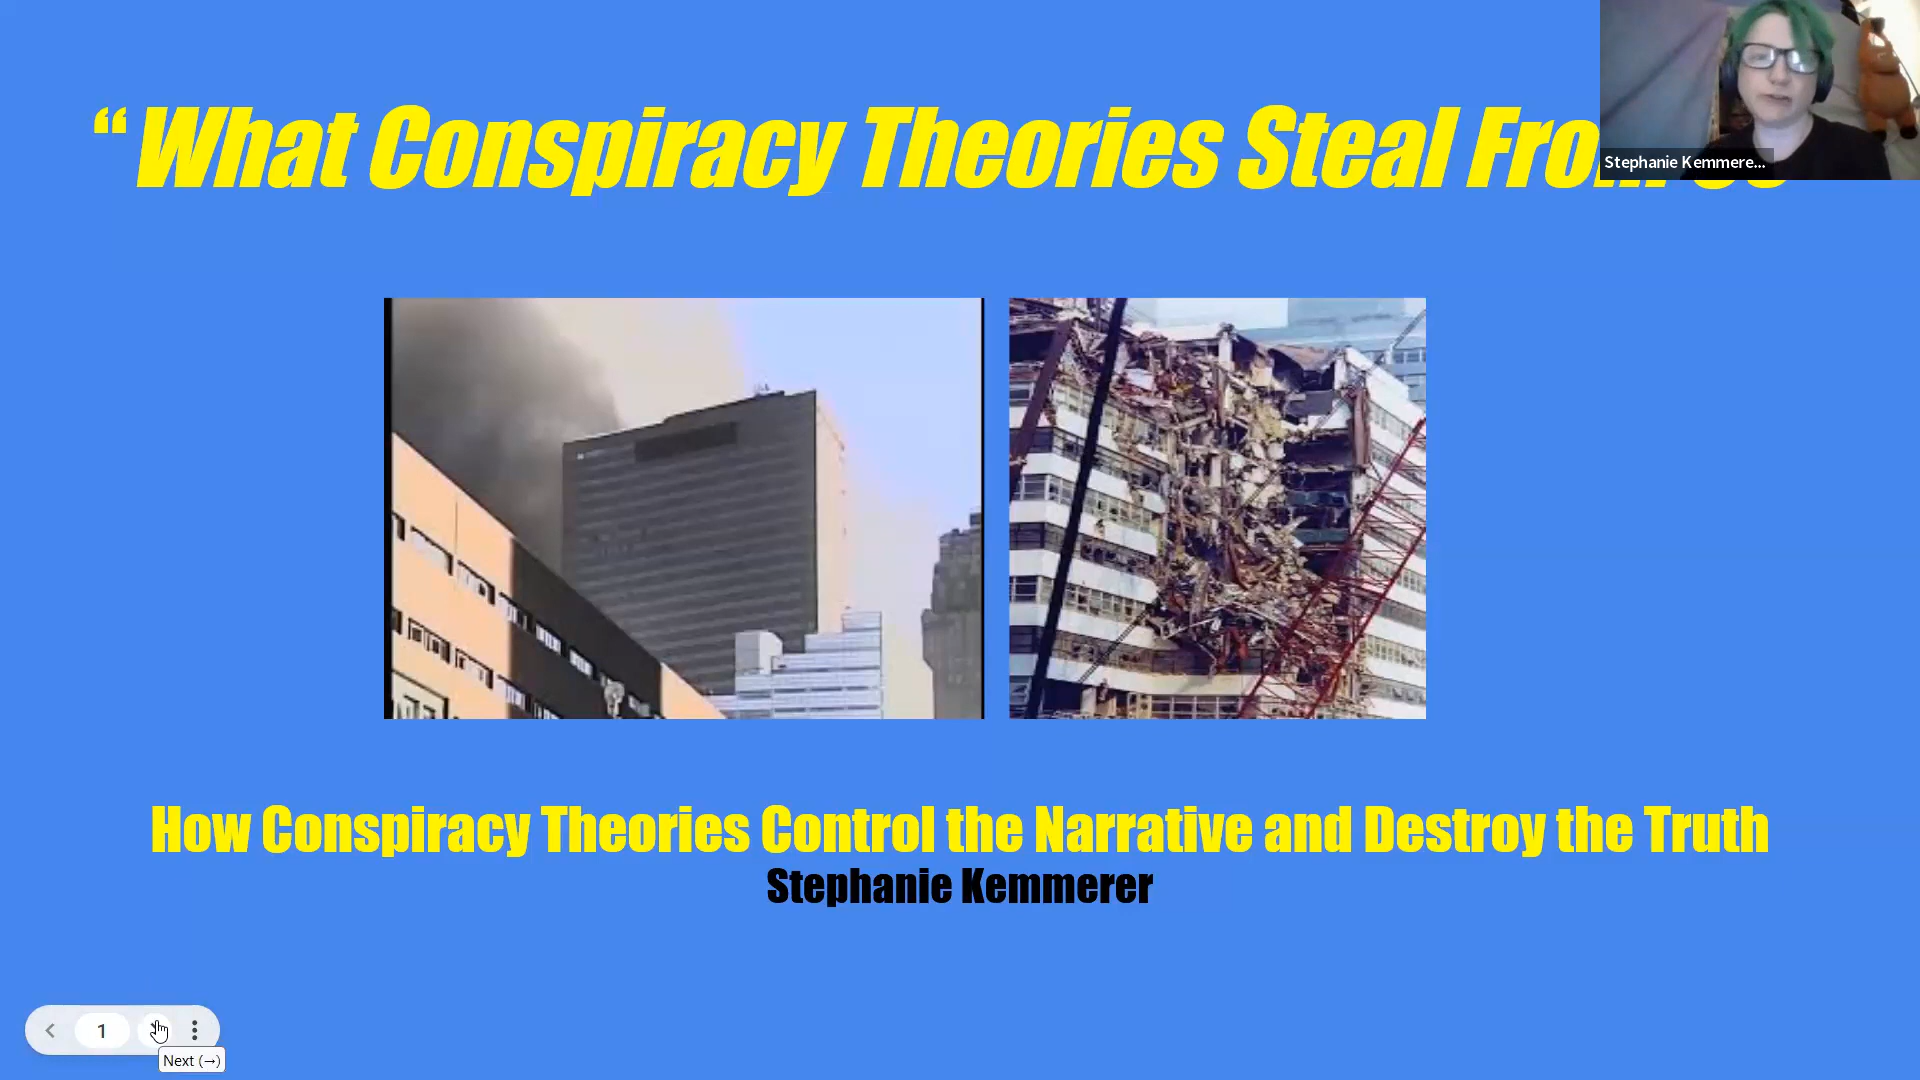 “What Conspiracy Theories Steal
Stephanie Kemmere...
How Conspiracy Theories Control the Narrative and Destroy the Truth
Stephanie Kemmerer
1
Next (→)